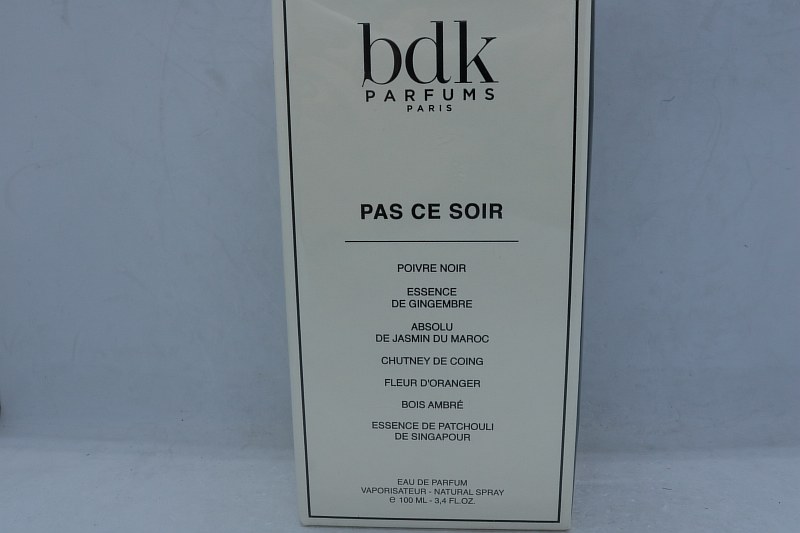 bdk
PARFUMS
PARIS
PAS CE SOIR
POIVRE NOIR
ESSENCE
DE GINGEMBRE
ABSOLU
DE JASMIN DU MAROC
CHUTNEY DE COING
FLEUR D'ORANGER
BOIS AMBRÉ
ESSENCE DE PATCHOULI
DE SINGAPOUR
EAU DE PARFUM
VAPORISATEUR - NATURAL SPRAY
℮ 100 ML - 3,4 FL.OZ.